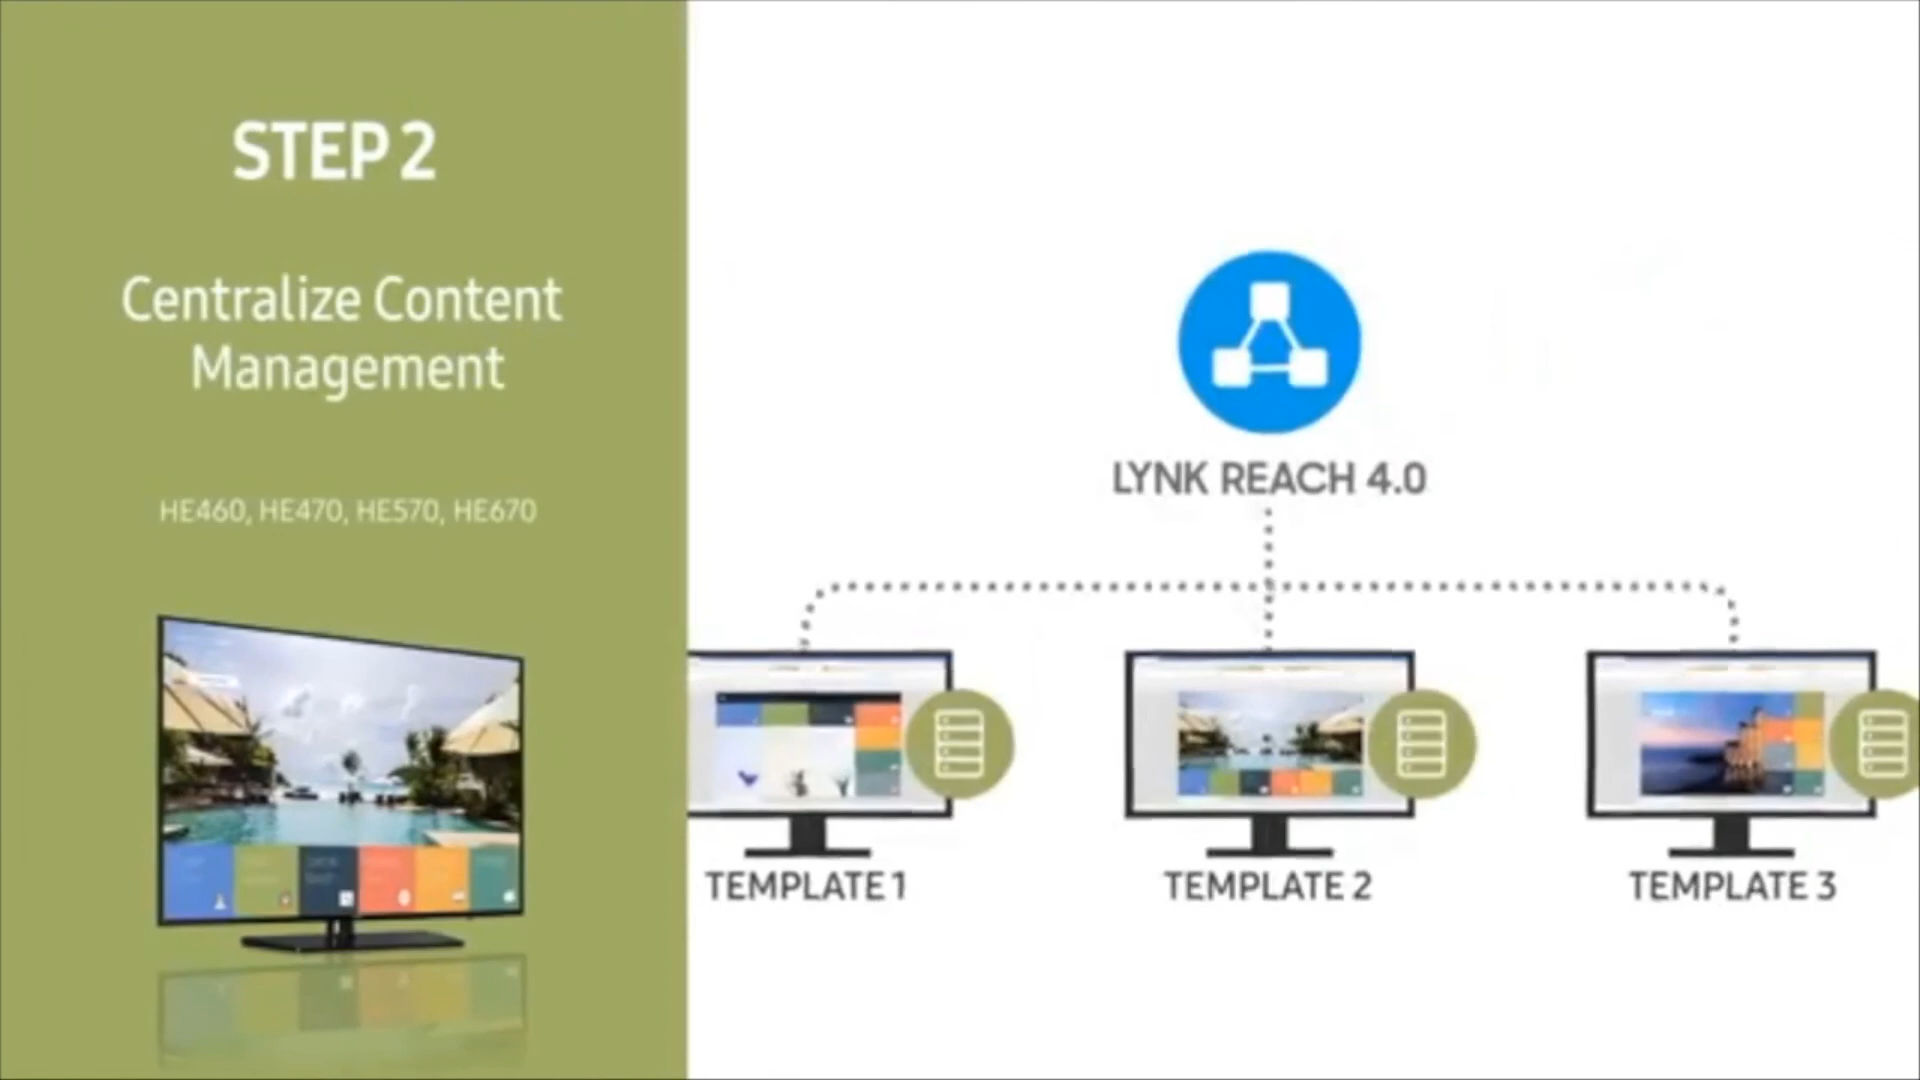 STEP 2
Centralize Content
Management
HE460, HE470, HE570, HE670
LYNK REACH 4.0
TEMPLATE 1
TEMPLATE 2
TEMPLATE 3